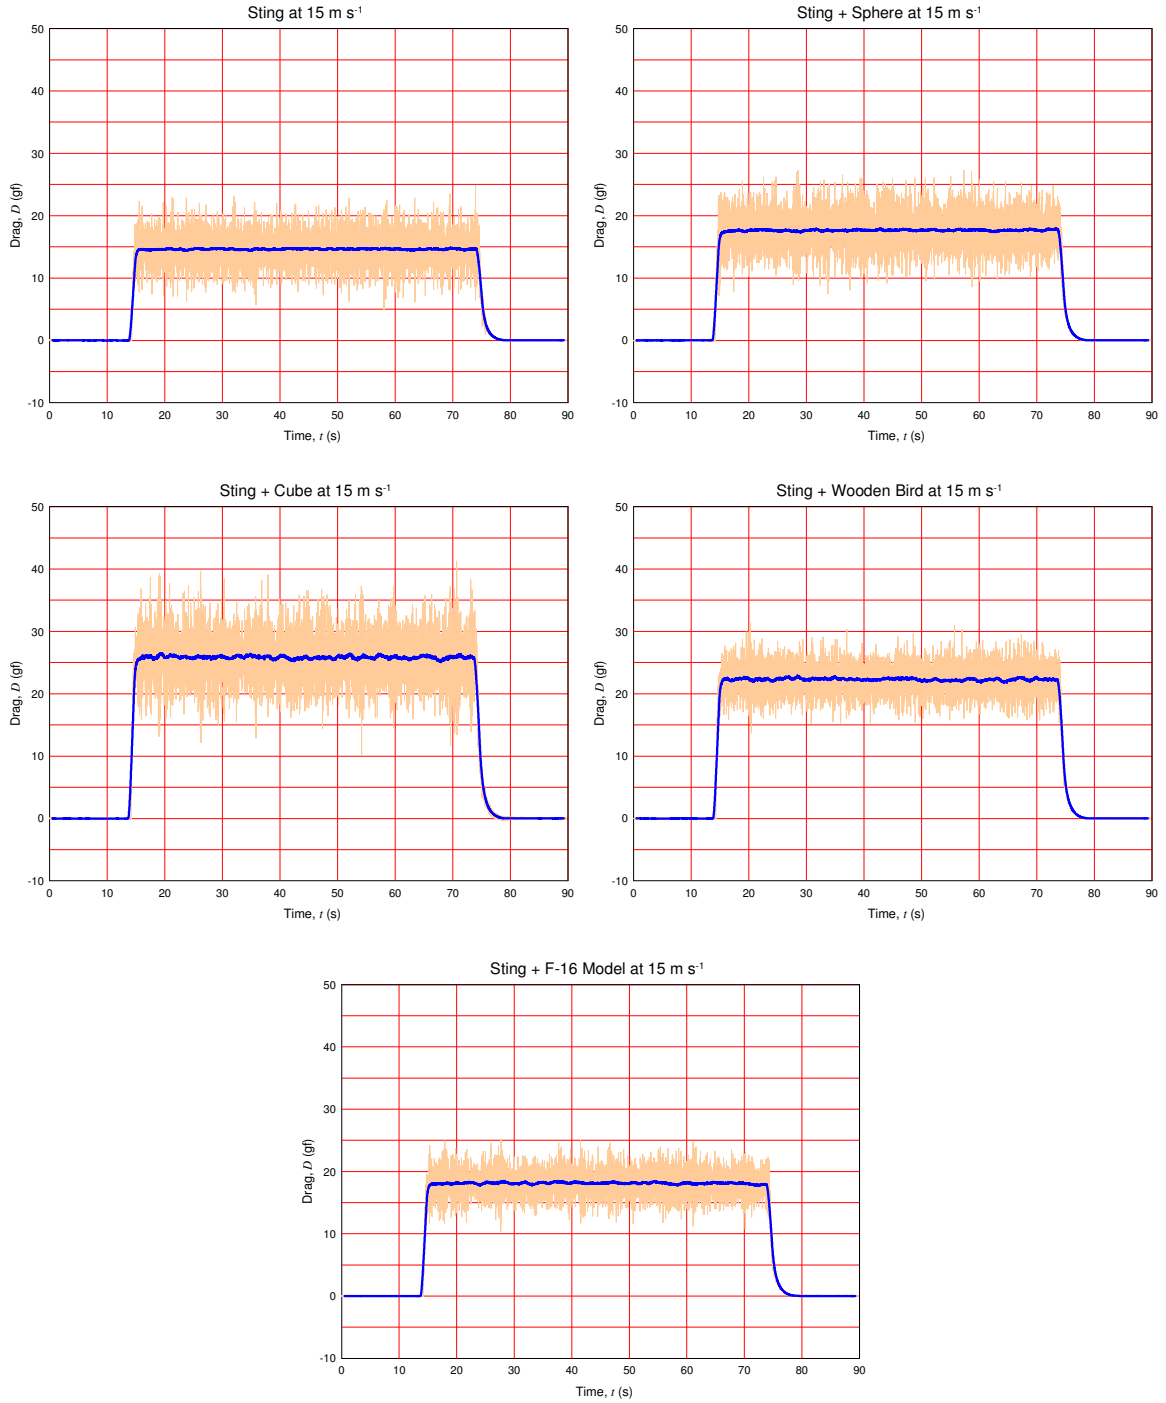 Sting at 15 m s⁻¹
50
40
30
20
10
0
-10
Drag, D (gf)
0 10 20 30 40 50 60 70 80 90
Time, t (s)
Sting + Sphere at 15 m s⁻¹
50
40
30
20
10
0
-10
Drag, D (gf)
0 10 20 30 40 50 60 70 80 90
Time, t (s)
Sting + Cube at 15 m s⁻¹
50
40
30
20
10
0
-10
Drag, D (gf)
0 10 20 30 40 50 60 70 80 90
Time, t (s)
Sting + Wooden Bird at 15 m s⁻¹
50
40
30
20
10
0
-10
Drag, D (gf)
0 10 20 30 40 50 60 70 80 90
Time, t (s)
Sting + F-16 Model at 15 m s⁻¹
50
40
30
20
10
0
-10
Drag, D (gf)
0 10 20 30 40 50 60 70 80 90
Time, t (s)